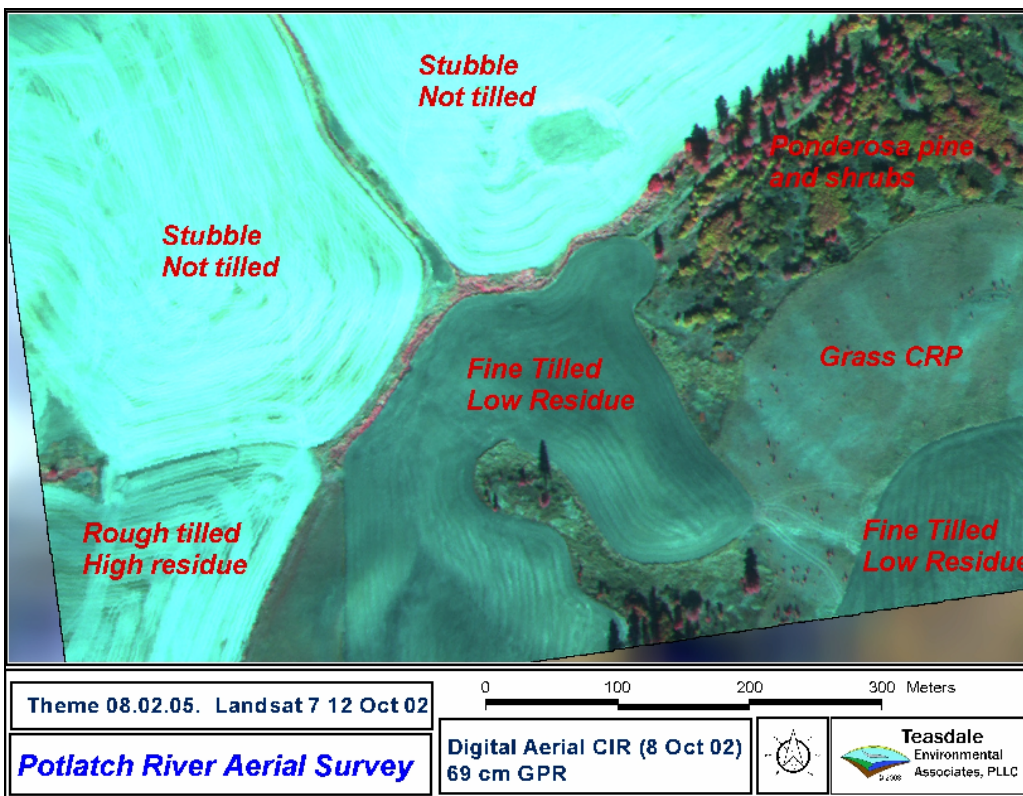 Stubble
Not tilled
Ponderosa pine
and shrubs
Stubble
Not tilled
Grass CRP
Fine Tilled
Low Residue
Rough tilled
High residue
Fine Tilled
Low Residue
0 100 200 300 Meters
Theme 08.02.05. Landsat 7 12 Oct 02
Potlatch River Aerial Survey
Digital Aerial CIR (8 Oct 02)
69 cm GPR
Teasdale
Environmental
Associates, PLLC